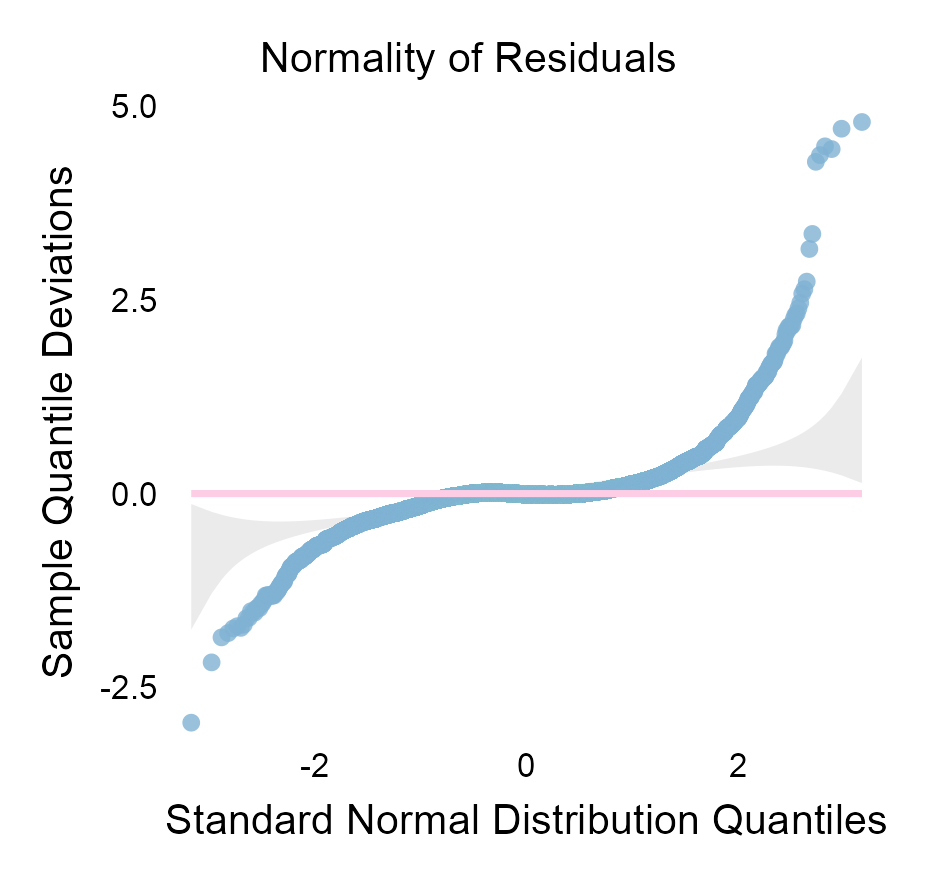 Normality of Residuals
5.0
2.5
0.0
-2.5
Sample Quantile Deviations
-2
0
2
Standard Normal Distribution Quantiles